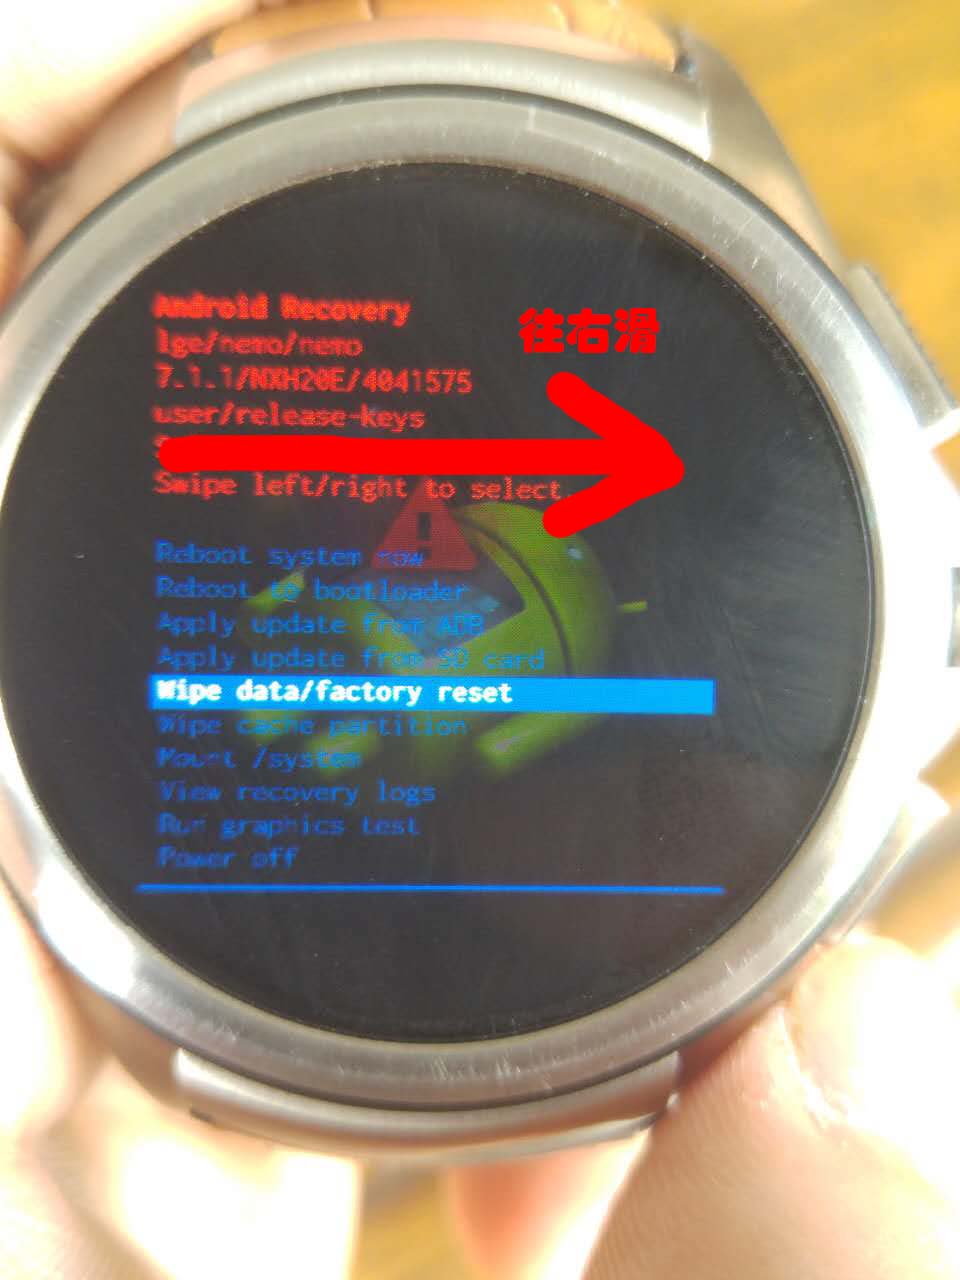 Android Recovery
lge/nemo/nemo
往右滑
7.1.1/NXH20E/4041575
user/release-keys
Swipe left/right to select.
Reboot system now
Reboot to bootloader
Apply update from ADB
Apply update from SD card
Wipe data/factory reset
Wipe cache partition
Mount /system
View recovery logs
Run graphics test
Power off